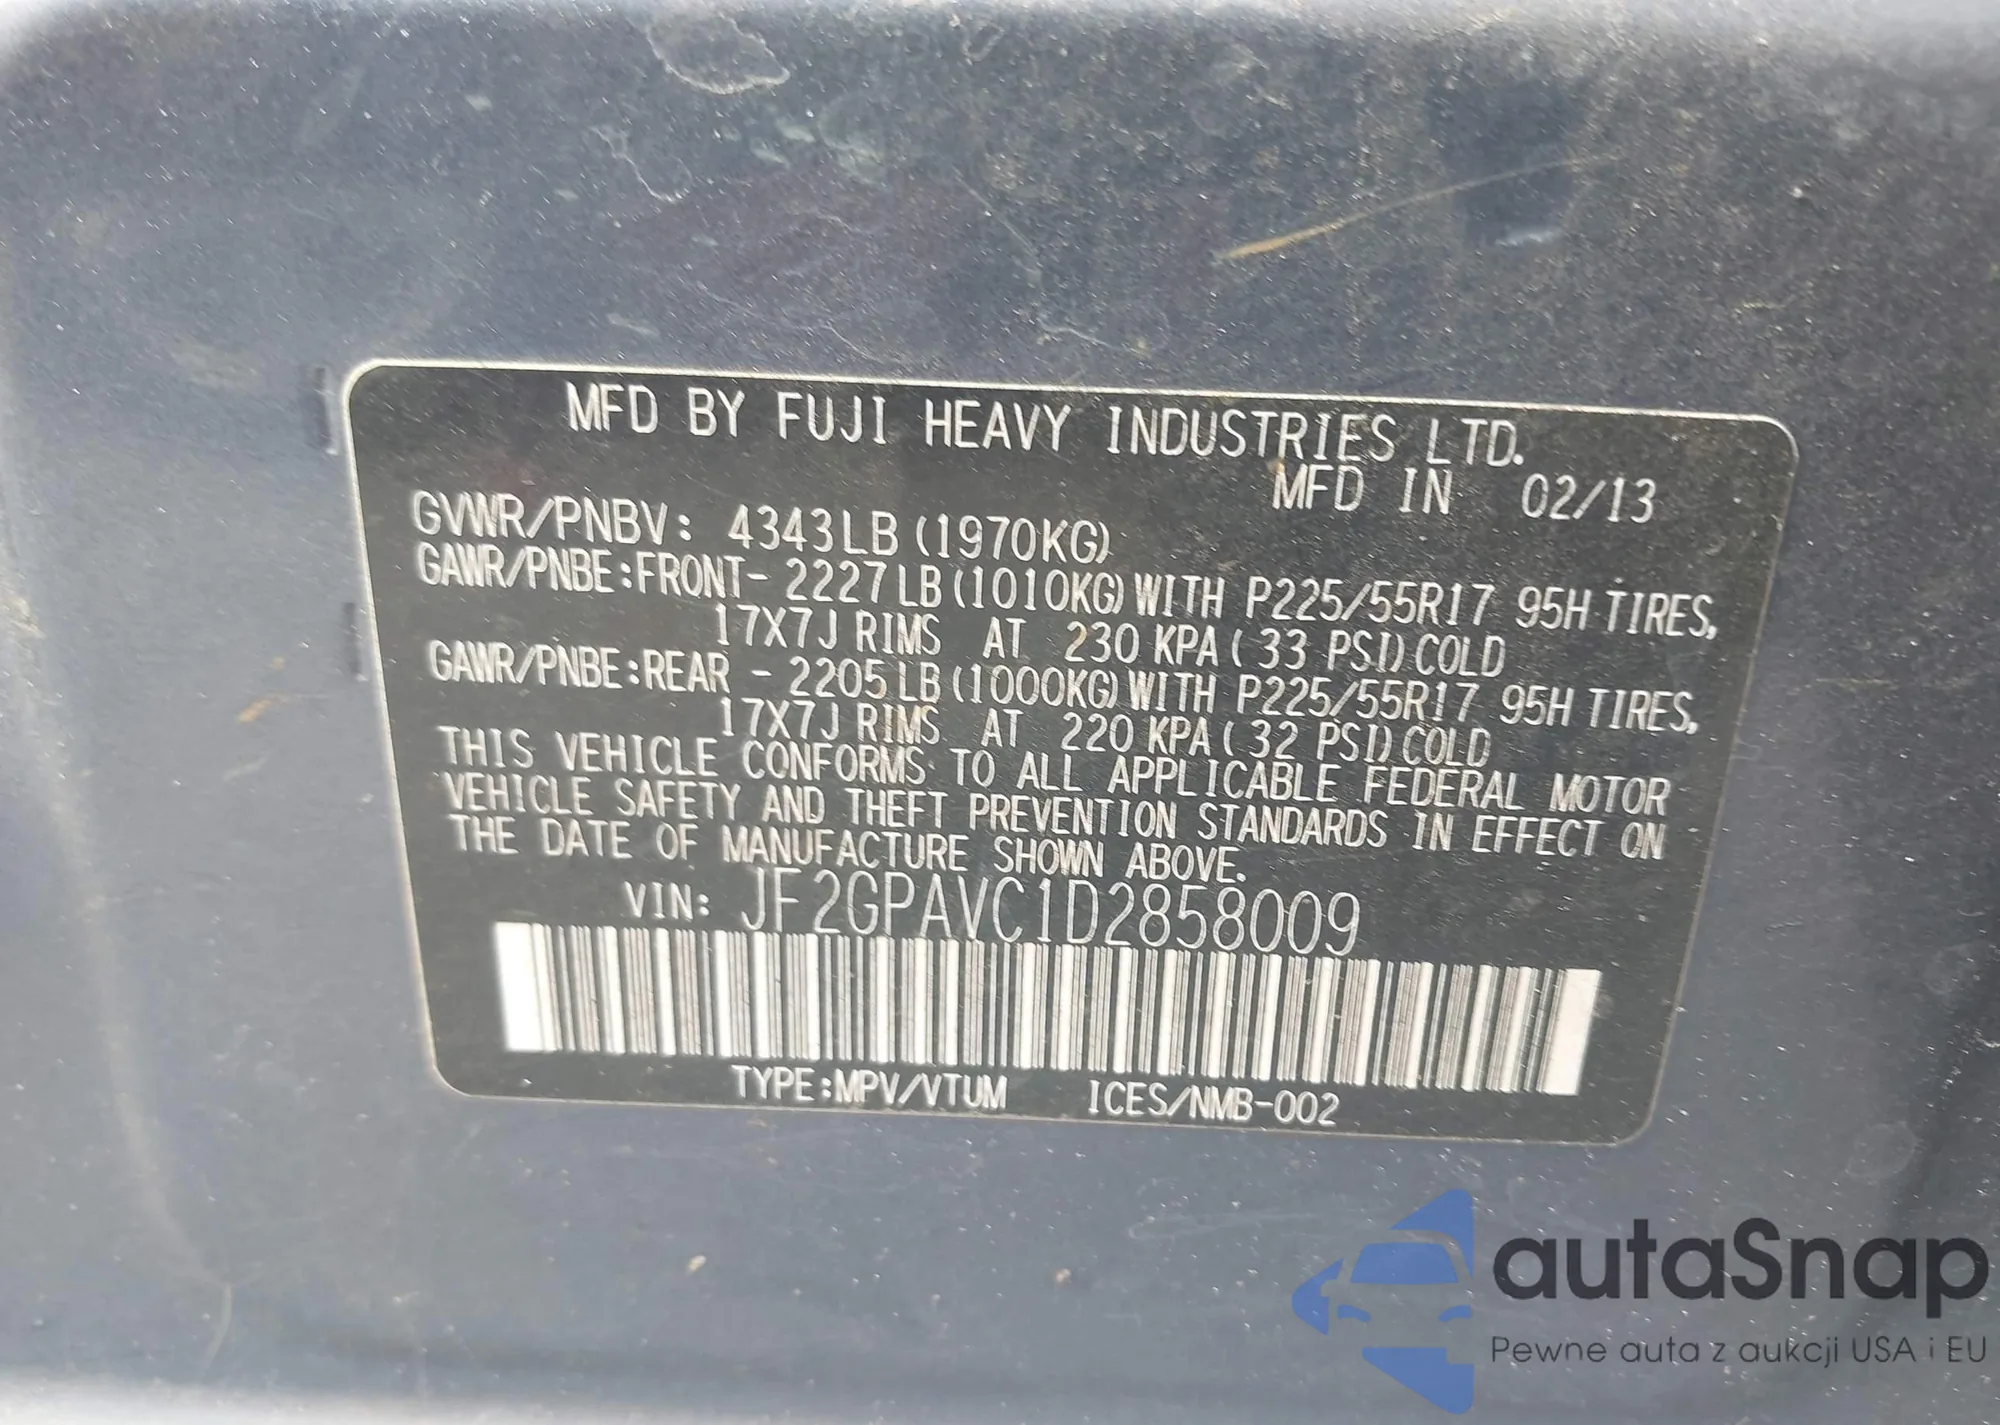 MFD BY FUJI HEAVY INDUSTRIES LTD.
MFD IN 02/13
GVWR/PNBV: 4343LB (1970KG)
GAWR/PNBE:FRONT- 2227LB (1010KG) WITH P225/55R17 95H TIRES,
17X7J RIMS AT 230 KPA ( 33 PSI) COLD
GAWR/PNBE:REAR - 2205LB (1000KG) WITH P225/55R17 95H TIRES,
17X7J RIMS AT 220 KPA ( 32 PSI) COLD
THIS VEHICLE CONFORMS TO ALL APPLICABLE FEDERAL MOTOR
VEHICLE SAFETY AND THEFT PREVENTION STANDARDS IN EFFECT ON
THE DATE OF MANUFACTURE SHOWN ABOVE.
VIN: JF2GPAVC1D2858009
TYPE:MPV/VTUM ICES/NMB-002
autaSnap
Pewne auta z aukcji USA i EU